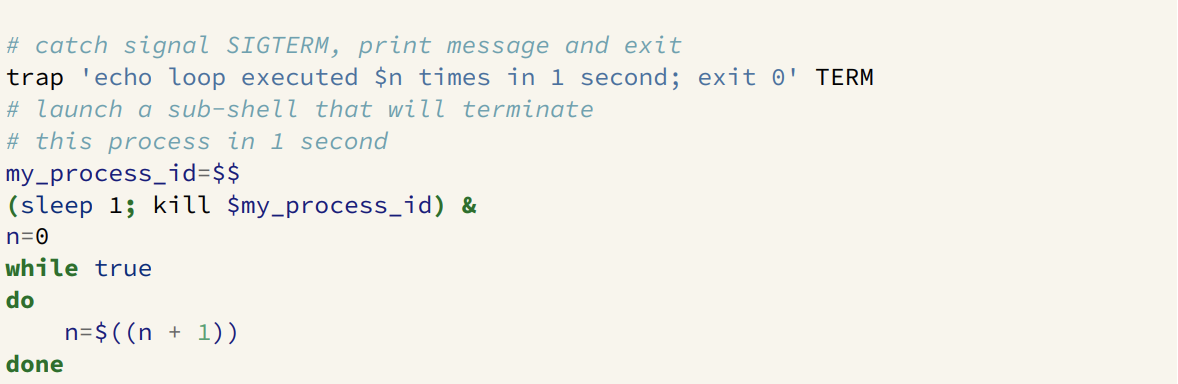 # catch signal SIGTERM, print message and exit
trap 'echo loop executed $n times in 1 second; exit 0' TERM
# launch a sub-shell that will terminate
# this process in 1 second
my_process_id=$$
(sleep 1; kill $my_process_id) &
n=0
while true
do
    n=$((n + 1))
done